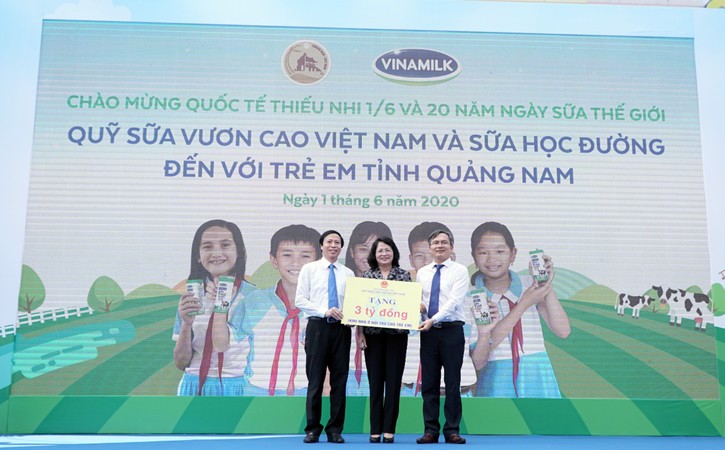 VINAMILK
CHÀO MỪNG QUỐC TẾ THIẾU NHI 1/6 VÀ 20 NĂM NGÀY SỮA THẾ GIỚI
QUỸ SỮA VƯƠN CAO VIỆT NAM VÀ SỮA HỌC ĐƯỜNG
ĐẾN VỚI TRẺ EM TỈNH QUẢNG NAM
Ngày 1 tháng 6 năm 2020
TẶNG
3 tỷ đồng